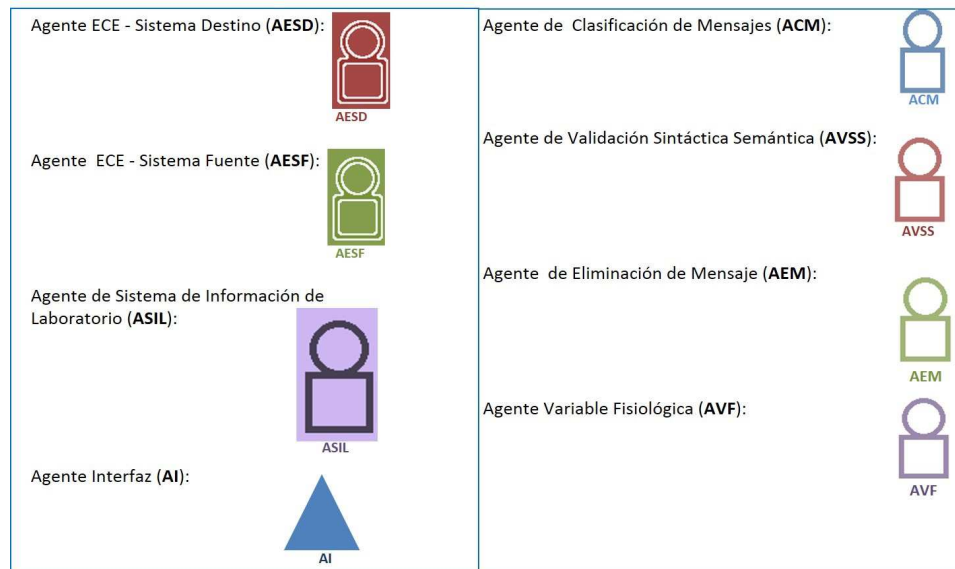 Agente ECE - Sistema Destino (AESD):
AESD
Agente ECE - Sistema Fuente (AESF):
AESF
Agente de Sistema de Información de
Laboratorio (ASIL):
ASIL
Agente Interfaz (AI):
AI
Agente de Clasificación de Mensajes (ACM):
ACM
Agente de Validación Sintáctica Semántica (AVSS):
AVSS
Agente de Eliminación de Mensaje (AEM):
AEM
Agente Variable Fisiológica (AVF):
AVF